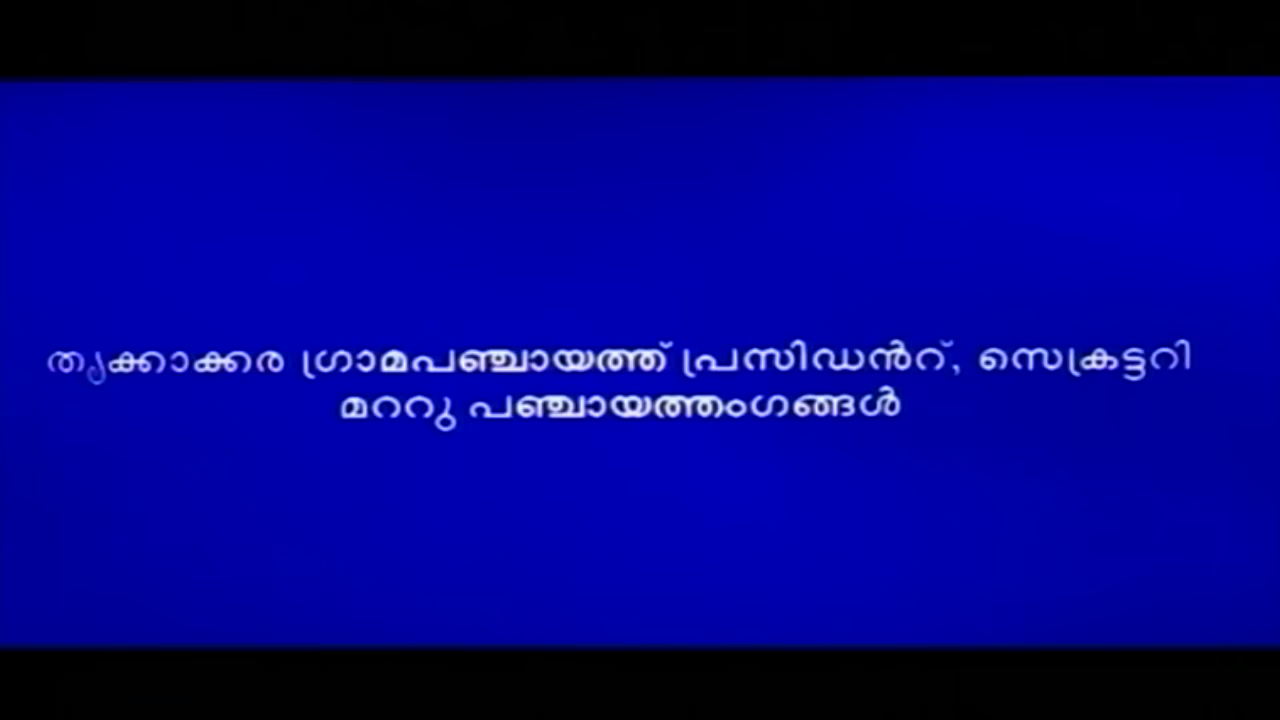 തൃക്കാക്കര ഗ്രാമപഞ്ചായത്ത് പ്രസിഡൻറ്, സെക്രട്ടറി
മററു പഞ്ചായത്തംഗങ്ങൾ